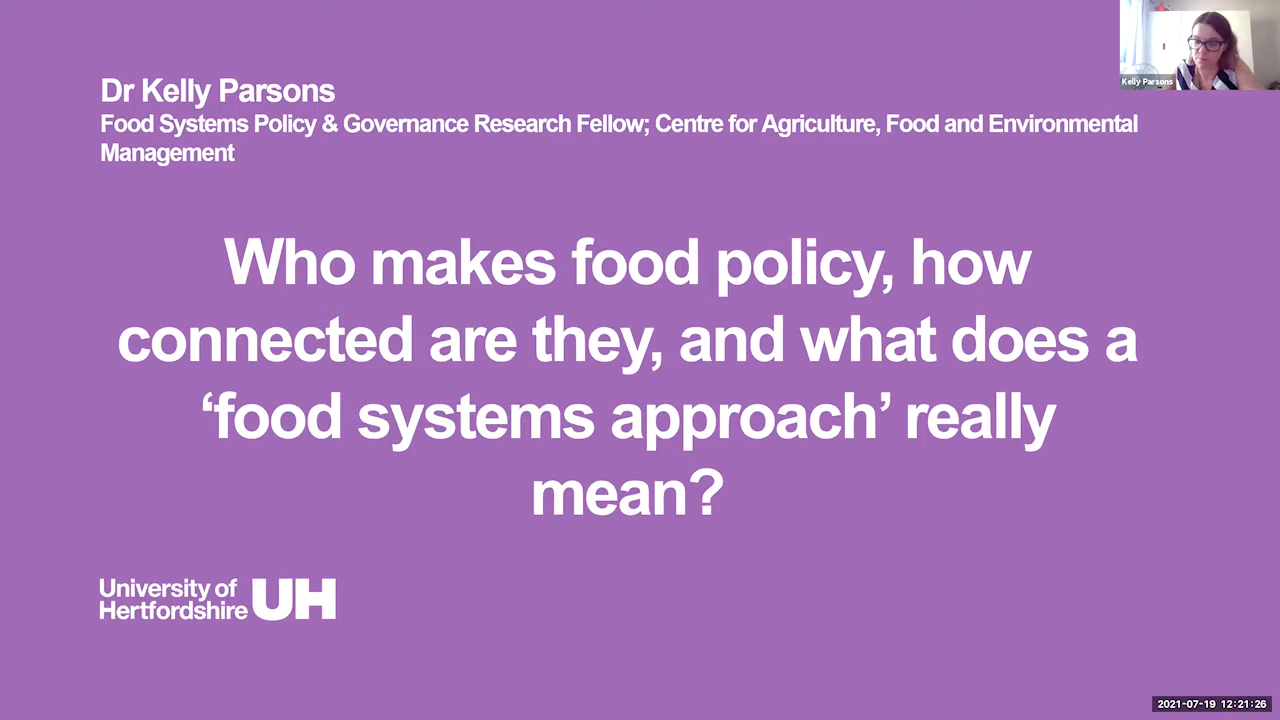 Dr Kelly Parsons
Food Systems Policy & Governance Research Fellow; Centre for Agriculture, Food and Environmental
Management
Kelly Parsons
Who makes food policy, how
connected are they, and what does a
‘food systems approach’ really
mean?
University of
Hertfordshire UH
2021-07-19 12:21:26